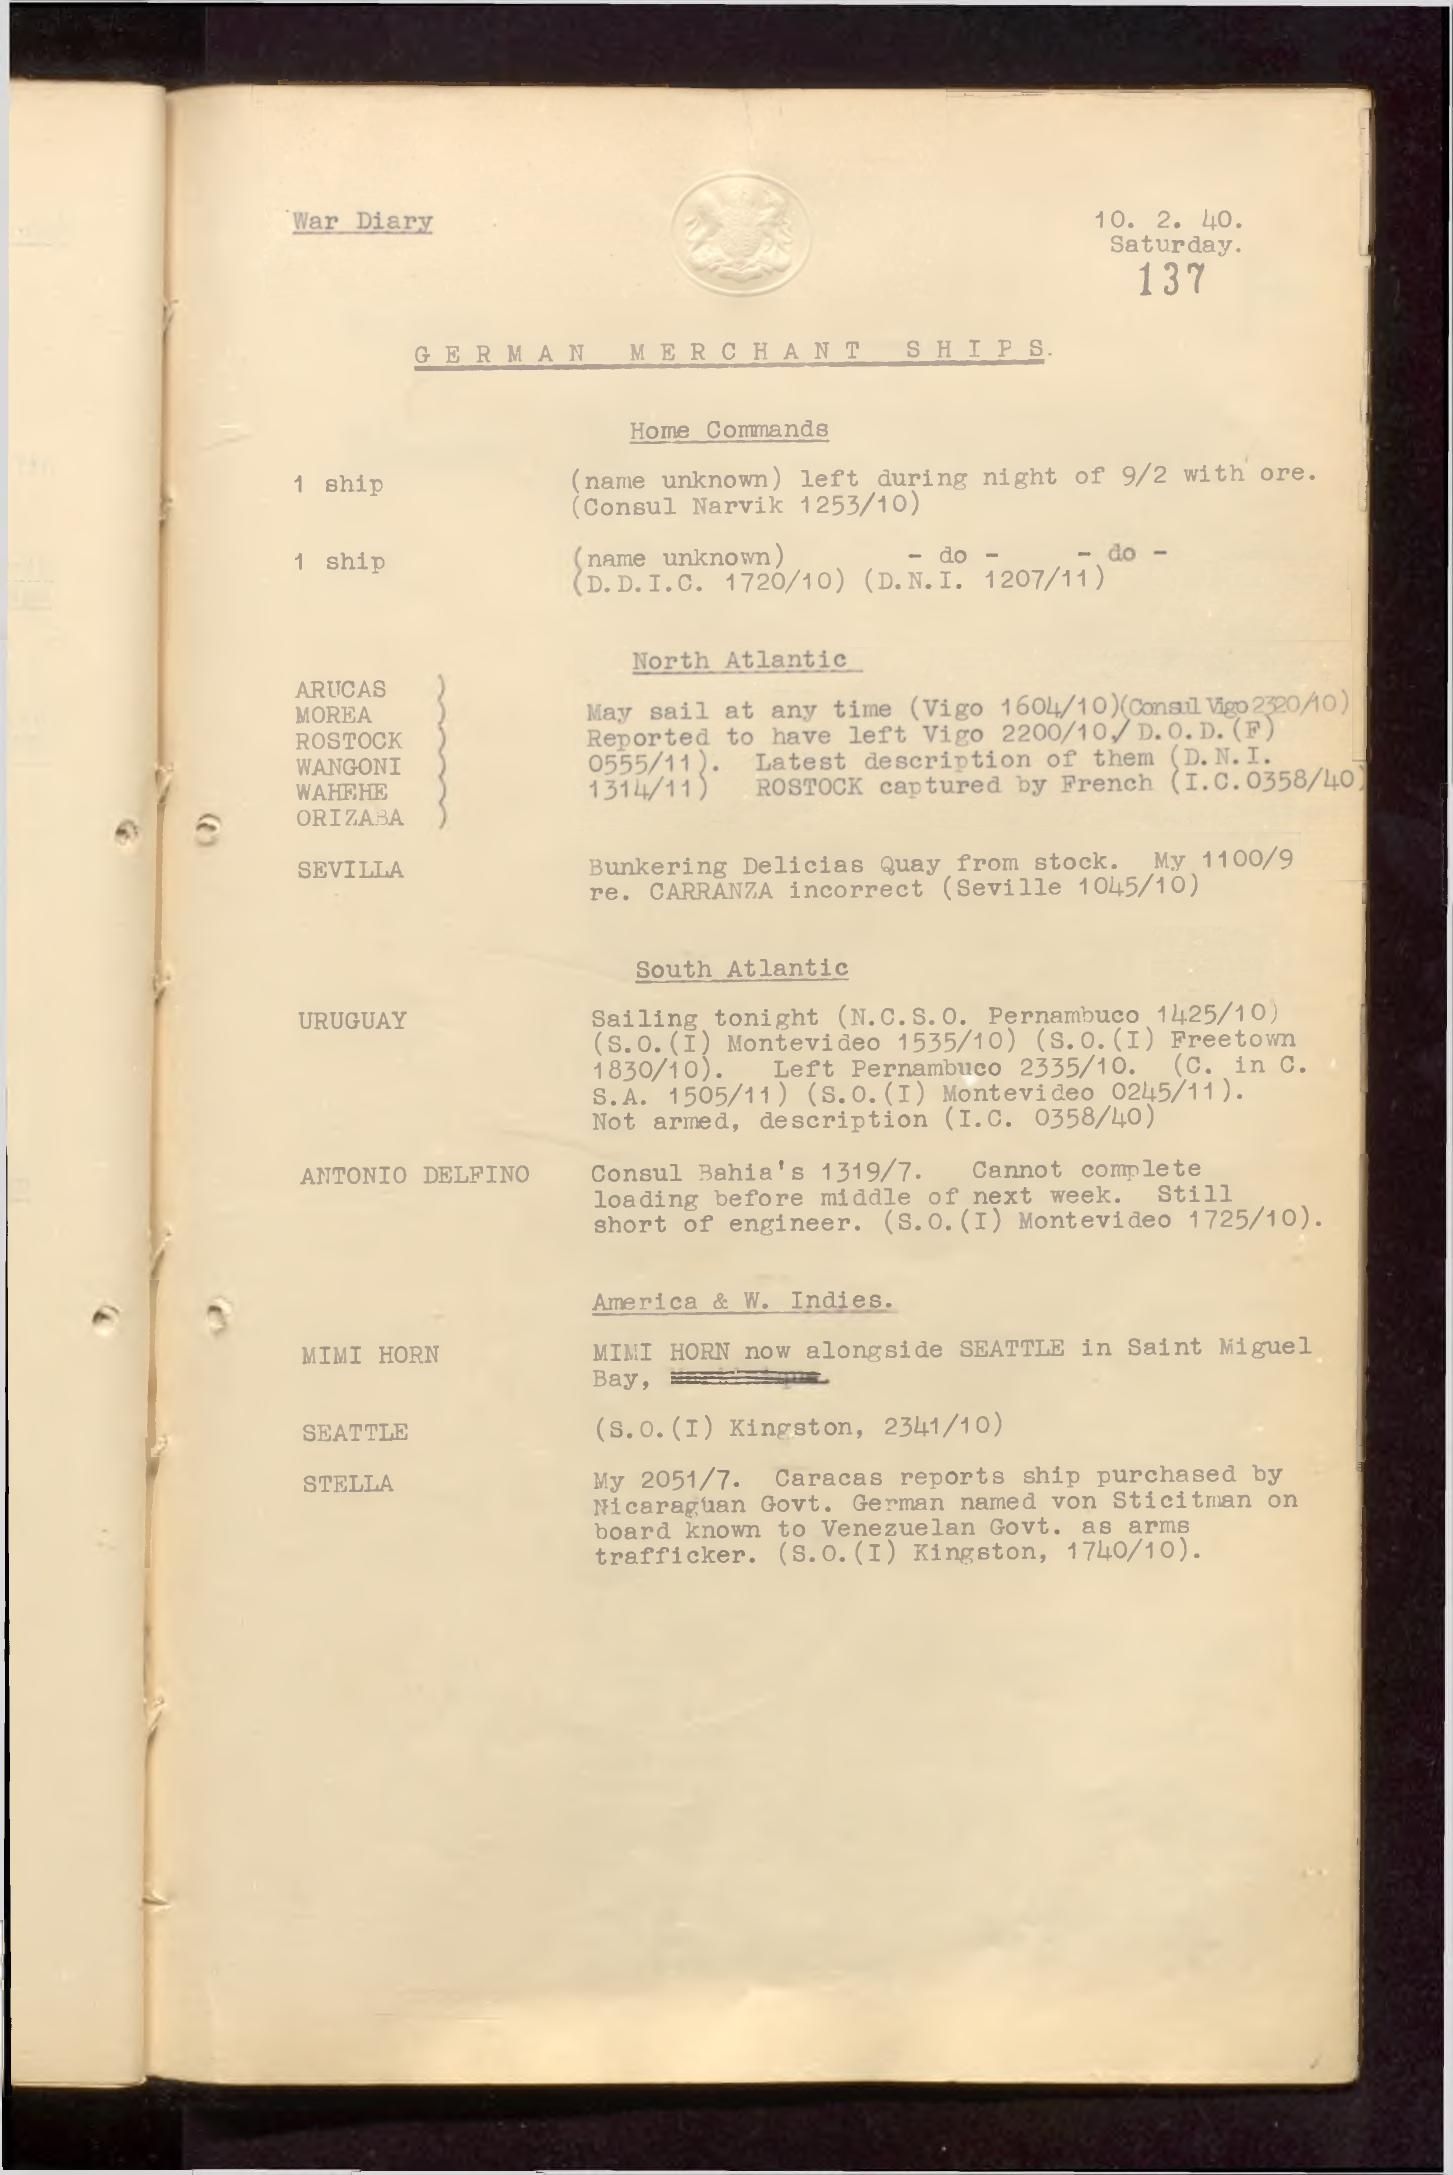 War Diary
10. 2. 40.
Saturday.
137
GERMAN MERCHANT SHIPS.
Home Commands
1 ship (name unknown) left during night of 9/2 with ore.
(Consul Narvik 1253/10)
1 ship (name unknown) - do - - do -
(D.D.I.C. 1720/10) (D.N.I. 1207/11)
North Atlantic
ARUCAS )
MOREA ) May sail at any time (Vigo 1604/10)(Consul Vigo 2320/10)
ROSTOCK ) Reported to have left Vigo 2200/10/ D.O.D.(F)
WANGONI ) 0555/11). Latest description of them (D.N.I.
WAHEHE ) 1314/11) ROSTOCK captured by French (I.C.0358/40)
ORIZABA )
SEVILLA Bunkering Delicias Quay from stock. My 1100/9
re. CARRANZA incorrect (Seville 1045/10)
South Atlantic
URUGUAY Sailing tonight (N.C.S.O. Pernambuco 1425/10)
(S.O.(I) Montevideo 1535/10) (S.O.(I) Freetown
1830/10). Left Pernambuco 2335/10. (C. in C.
S.A. 1505/11) (S.O.(I) Montevideo 0245/11).
Not armed, description (I.C. 0358/40)
ANTONIO DELFINO Consul Bahia's 1319/7. Cannot complete
loading before middle of next week. Still
short of engineer. (S.O.(I) Montevideo 1725/10).
America & W. Indies.
MIMI HORN MIMI HORN now alongside SEATTLE in Saint Miguel
Bay,
SEATTLE (S.O.(I) Kingston, 2341/10)
STELLA My 2051/7. Caracas reports ship purchased by
Nicaraguan Govt. German named von Sticitman on
board known to Venezuelan Govt. as arms
trafficker. (S.O.(I) Kingston, 1740/10).